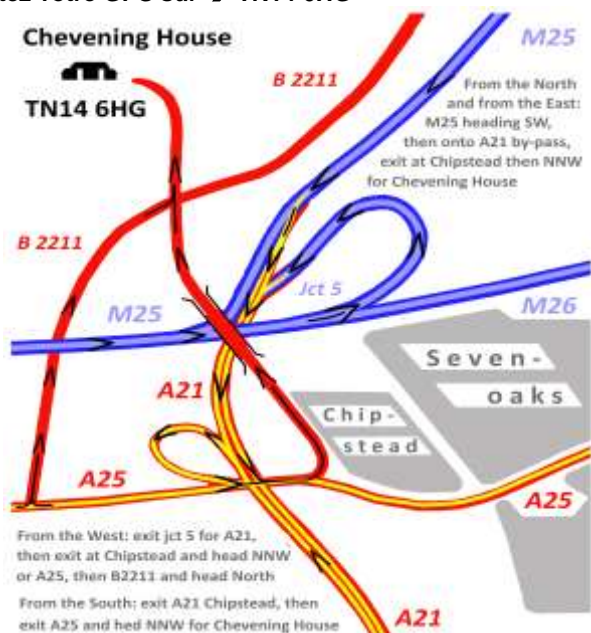 Chevening House
TN14 6HG
B 2211
M25
From the North
and from the East:
M25 heading SW,
then onto A21 by-pass,
exit at Chipstead then NNW
for Chevening House
B 2211
M25
Jct 5
M26
Seven-
oaks
A21
Chip-
stead
A25
A25
From the West: exit jct 5 for A21,
then exit at Chipstead and head NNW
or A25, then B2211 and head North
From the South: exit A21 Chipstead, then
exit A25 and hed NNW for Chevening House
A21